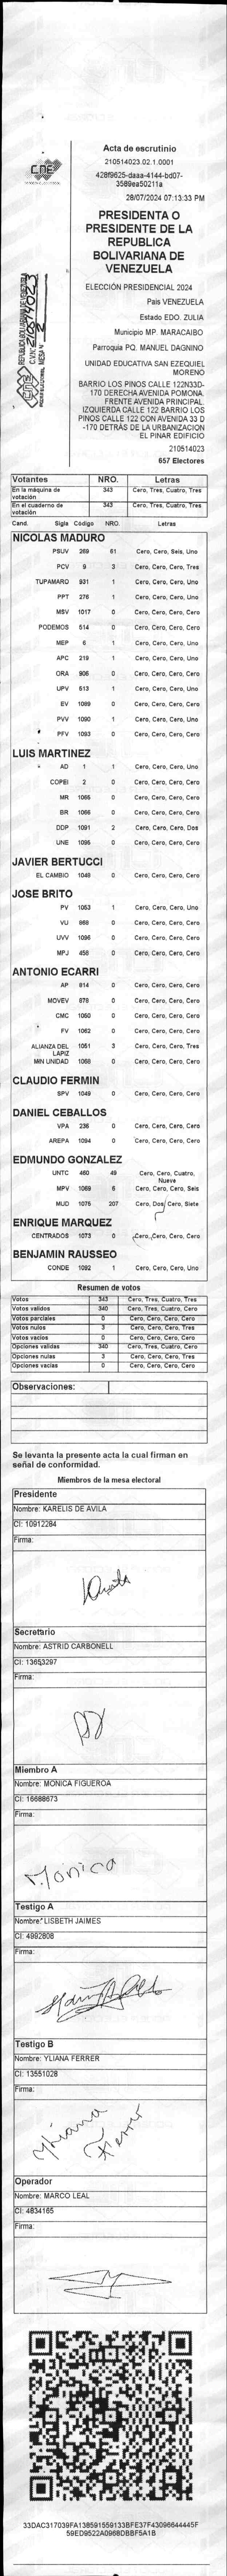 Acta de escrutinio
210514023.02.1.0001
428f9625-daaa-4144-bd07-
3589ea50211a
28/07/2024 07:13:33 PM
CNE
PRESIDENTA O
PRESIDENTE DE LA
REPUBLICA
BOLIVARIANA DE
VENEZUELA
ELECCIÓN PRESIDENCIAL 2024
País VENEZUELA
Estado EDO. ZULIA
Municipio MP. MARACAIBO
Parroquia PQ. MANUEL DAGNINO
UNIDAD EDUCATIVA SAN EZEQUIEL
MORENO
BARRIO LOS PINOS CALLE 122N33D-
170 DERECHA AVENIDA POMONA.
FRENTE AVENIDA PRINCIPAL.
IZQUIERDA CALLE 122 BARRIO LOS
PINOS CALLE 122 CON AVENIDA 33 D
-170 DETRÁS DE LA URBANIZACION
EL PINAR EDIFICIO
210514023
657 Electores
Votantes NRO. Letras
En la máquina de votación 343 Cero, Tres, Cuatro, Tres
En el cuaderno de votación 343 Cero, Tres, Cuatro, Tres
Cand. Sigla Código NRO. Letras
NICOLAS MADURO
PSUV 269 61 Cero, Cero, Seis, Uno
PCV 9 3 Cero, Cero, Cero, Tres
TUPAMARO 931 1 Cero, Cero, Cero, Uno
PPT 276 1 Cero, Cero, Cero, Uno
MSV 1017 0 Cero, Cero, Cero, Cero
PODEMOS 514 0 Cero, Cero, Cero, Cero
MEP 6 1 Cero, Cero, Cero, Uno
APC 219 1 Cero, Cero, Cero, Uno
ORA 906 0 Cero, Cero, Cero, Cero
UPV 513 1 Cero, Cero, Cero, Uno
EV 1089 0 Cero, Cero, Cero, Cero
PVV 1090 1 Cero, Cero, Cero, Uno
PFV 1093 0 Cero, Cero, Cero, Cero
LUIS MARTINEZ
AD 1 1 Cero, Cero, Cero, Uno
COPEI 2 0 Cero, Cero, Cero, Cero
MR 1065 0 Cero, Cero, Cero, Cero
BR 1066 0 Cero, Cero, Cero, Cero
DDP 1091 2 Cero, Cero, Cero, Dos
UNE 1095 0 Cero, Cero, Cero, Cero
JAVIER BERTUCCI
EL CAMBIO 1048 0 Cero, Cero, Cero, Cero
JOSE BRITO
PV 1053 1 Cero, Cero, Cero, Uno
VU 868 0 Cero, Cero, Cero, Cero
UVV 1096 0 Cero, Cero, Cero, Cero
MPJ 456 0 Cero, Cero, Cero, Cero
ANTONIO ECARRI
AP 814 0 Cero, Cero, Cero, Cero
MOVEV 878 0 Cero, Cero, Cero, Cero
CMC 1050 0 Cero, Cero, Cero, Cero
FV 1062 0 Cero, Cero, Cero, Cero
ALIANZA DEL LAPIZ 1051 3 Cero, Cero, Cero, Tres
MIN UNIDAD 1058 0 Cero, Cero, Cero, Cero
CLAUDIO FERMIN
SPV 1049 0 Cero, Cero, Cero, Cero
DANIEL CEBALLOS
VPA 236 0 Cero, Cero, Cero, Cero
AREPA 1094 0 Cero, Cero, Cero, Cero
EDMUNDO GONZALEZ
UNTC 460 49 Cero, Cero, Cuatro, Nueve
MPV 1069 6 Cero, Cero, Cero, Seis
MUD 1075 207 Cero, Dos, Cero, Siete
ENRIQUE MARQUEZ
CENTRADOS 1073 0 Cero, Cero, Cero, Cero
BENJAMIN RAUSSEO
CONDE 1092 1 Cero, Cero, Cero, Uno
Resumen de votos
Votos 343 Cero, Tres, Cuatro, Tres
Votos validos 340 Cero, Tres, Cuatro, Cero
Votos parciales 0 Cero, Cero, Cero, Cero
Votos nulos 3 Cero, Cero, Cero, Tres
Votos vacios 0 Cero, Cero, Cero, Cero
Opciones validas 340 Cero, Tres, Cuatro, Cero
Opciones nulas 3 Cero, Cero, Cero, Tres
Opciones vacias 0 Cero, Cero, Cero, Cero
Observaciones:
Se levanta la presente acta la cual firman en
señal de conformidad.
Miembros de la mesa electoral
Presidente
Nombre: KARELIS DE AVILA
CI: 10912284
Firma:
Secretario
Nombre: ASTRID CARBONELL
CI: 13653297
Firma:
Miembro A
Nombre: MONICA FIGUEROA
CI: 16688673
Firma:
Monica
Testigo A
Nombre: LISBETH JAIMES
CI: 4992808
Firma:
Testigo B
Nombre: YLIANA FERRER
CI: 13551028
Firma:
Yliana
Ferrer
Operador
Nombre: MARCO LEAL
CI: 4834165
Firma:
33DAC317039FA138591559133BFE37F43096644445F
59ED9522A0968DBBF5A1B